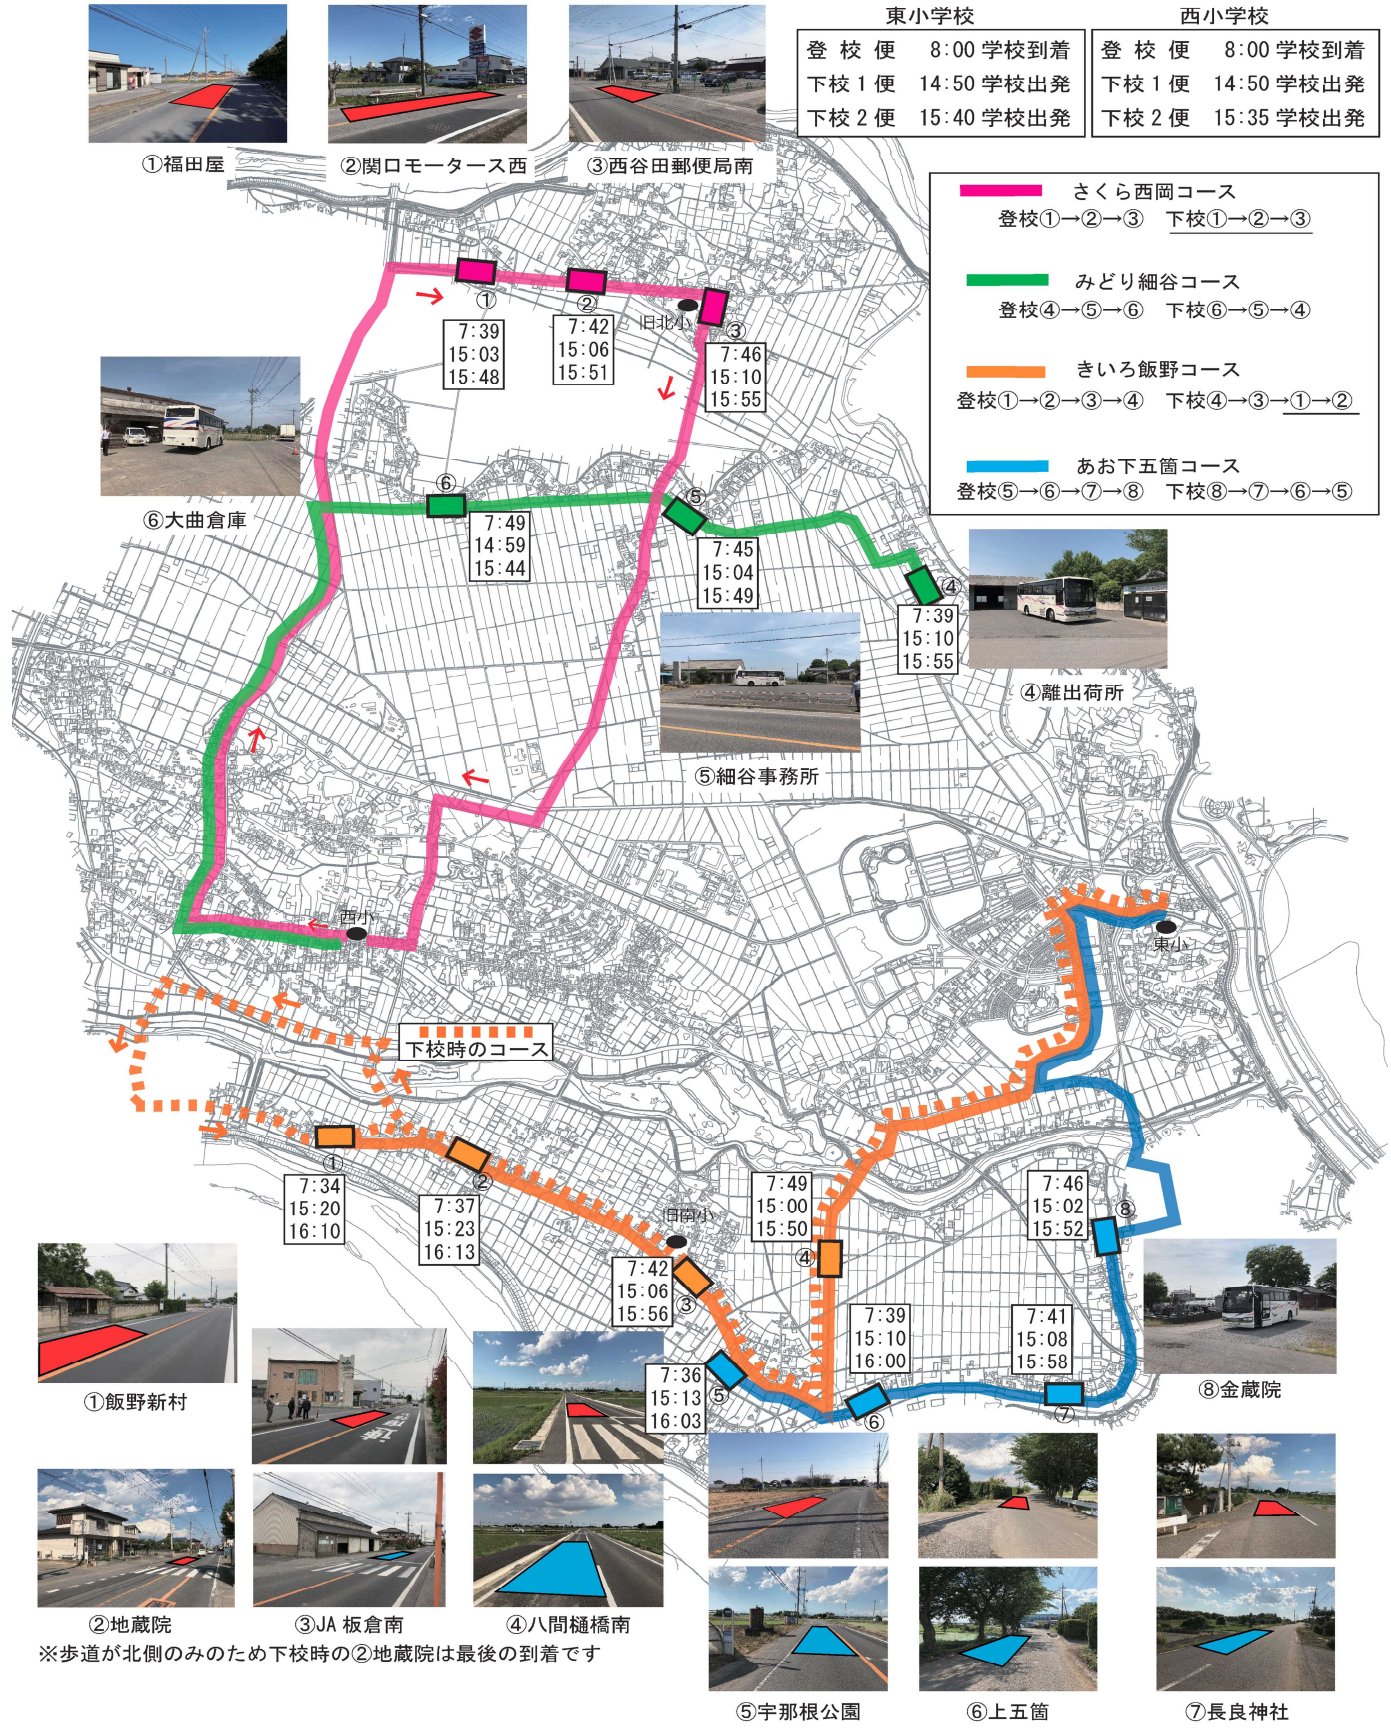 東小学校
登校便 8:00 学校到着
下校1便 14:50 学校出発
下校2便 15:40 学校出発
西小学校
登校便 8:00 学校到着
下校1便 14:50 学校出発
下校2便 15:35 学校出発
①福田屋
②関口モータース西
③西谷田郵便局南
さくら西岡コース
登校①→②→③ 下校①→②→③
みどり細谷コース
登校④→⑤→⑥ 下校⑥→⑤→④
きいろ飯野コース
登校①→②→③→④ 下校④→③→①→②
あお下五箇コース
登校⑤→⑥→⑦→⑧ 下校⑧→⑦→⑥→⑤
①
7:39
15:03
15:48
②
7:42
15:06
15:51
旧北小
③
7:46
15:10
15:55
⑥大曲倉庫
⑥
7:49
14:59
15:44
⑤
7:45
15:04
15:49
④
7:39
15:10
15:55
④離出荷所
⑤細谷事務所
西小
東小
下校時のコース
①
7:34
15:20
16:10
②
7:37
15:23
16:13
旧南小
③
7:42
15:06
15:56
④
7:49
15:00
15:50
⑧
7:46
15:02
15:52
⑤
7:36
15:13
16:03
⑥
7:39
15:10
16:00
⑦
7:41
15:08
15:58
①飯野新村
⑧金蔵院
②地蔵院
③JA板倉南
④八間樋橋南
※歩道が北側のみのため下校時の②地蔵院は最後の到着です
⑤宇那根公園
⑥上五箇
⑦長良神社